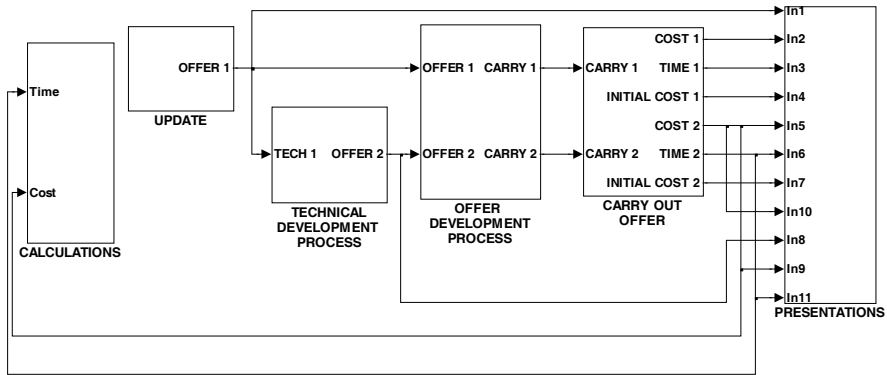 In1
COST 1
In2
OFFER 1
OFFER 1
CARRY 1
CARRY 1
TIME 1
In3
Time
INITIAL COST 1
In4
UPDATE
COST 2
In5
TECH 1
OFFER 2
OFFER 2
CARRY 2
CARRY 2
TIME 2
In6
Cost
INITIAL COST 2
In7
TECHNICAL
DEVELOPMENT
PROCESS
OFFER
DEVELOPMENT
PROCESS
CARRY OUT
OFFER
In10
CALCULATIONS
In8
In9
In11
PRESENTATIONS